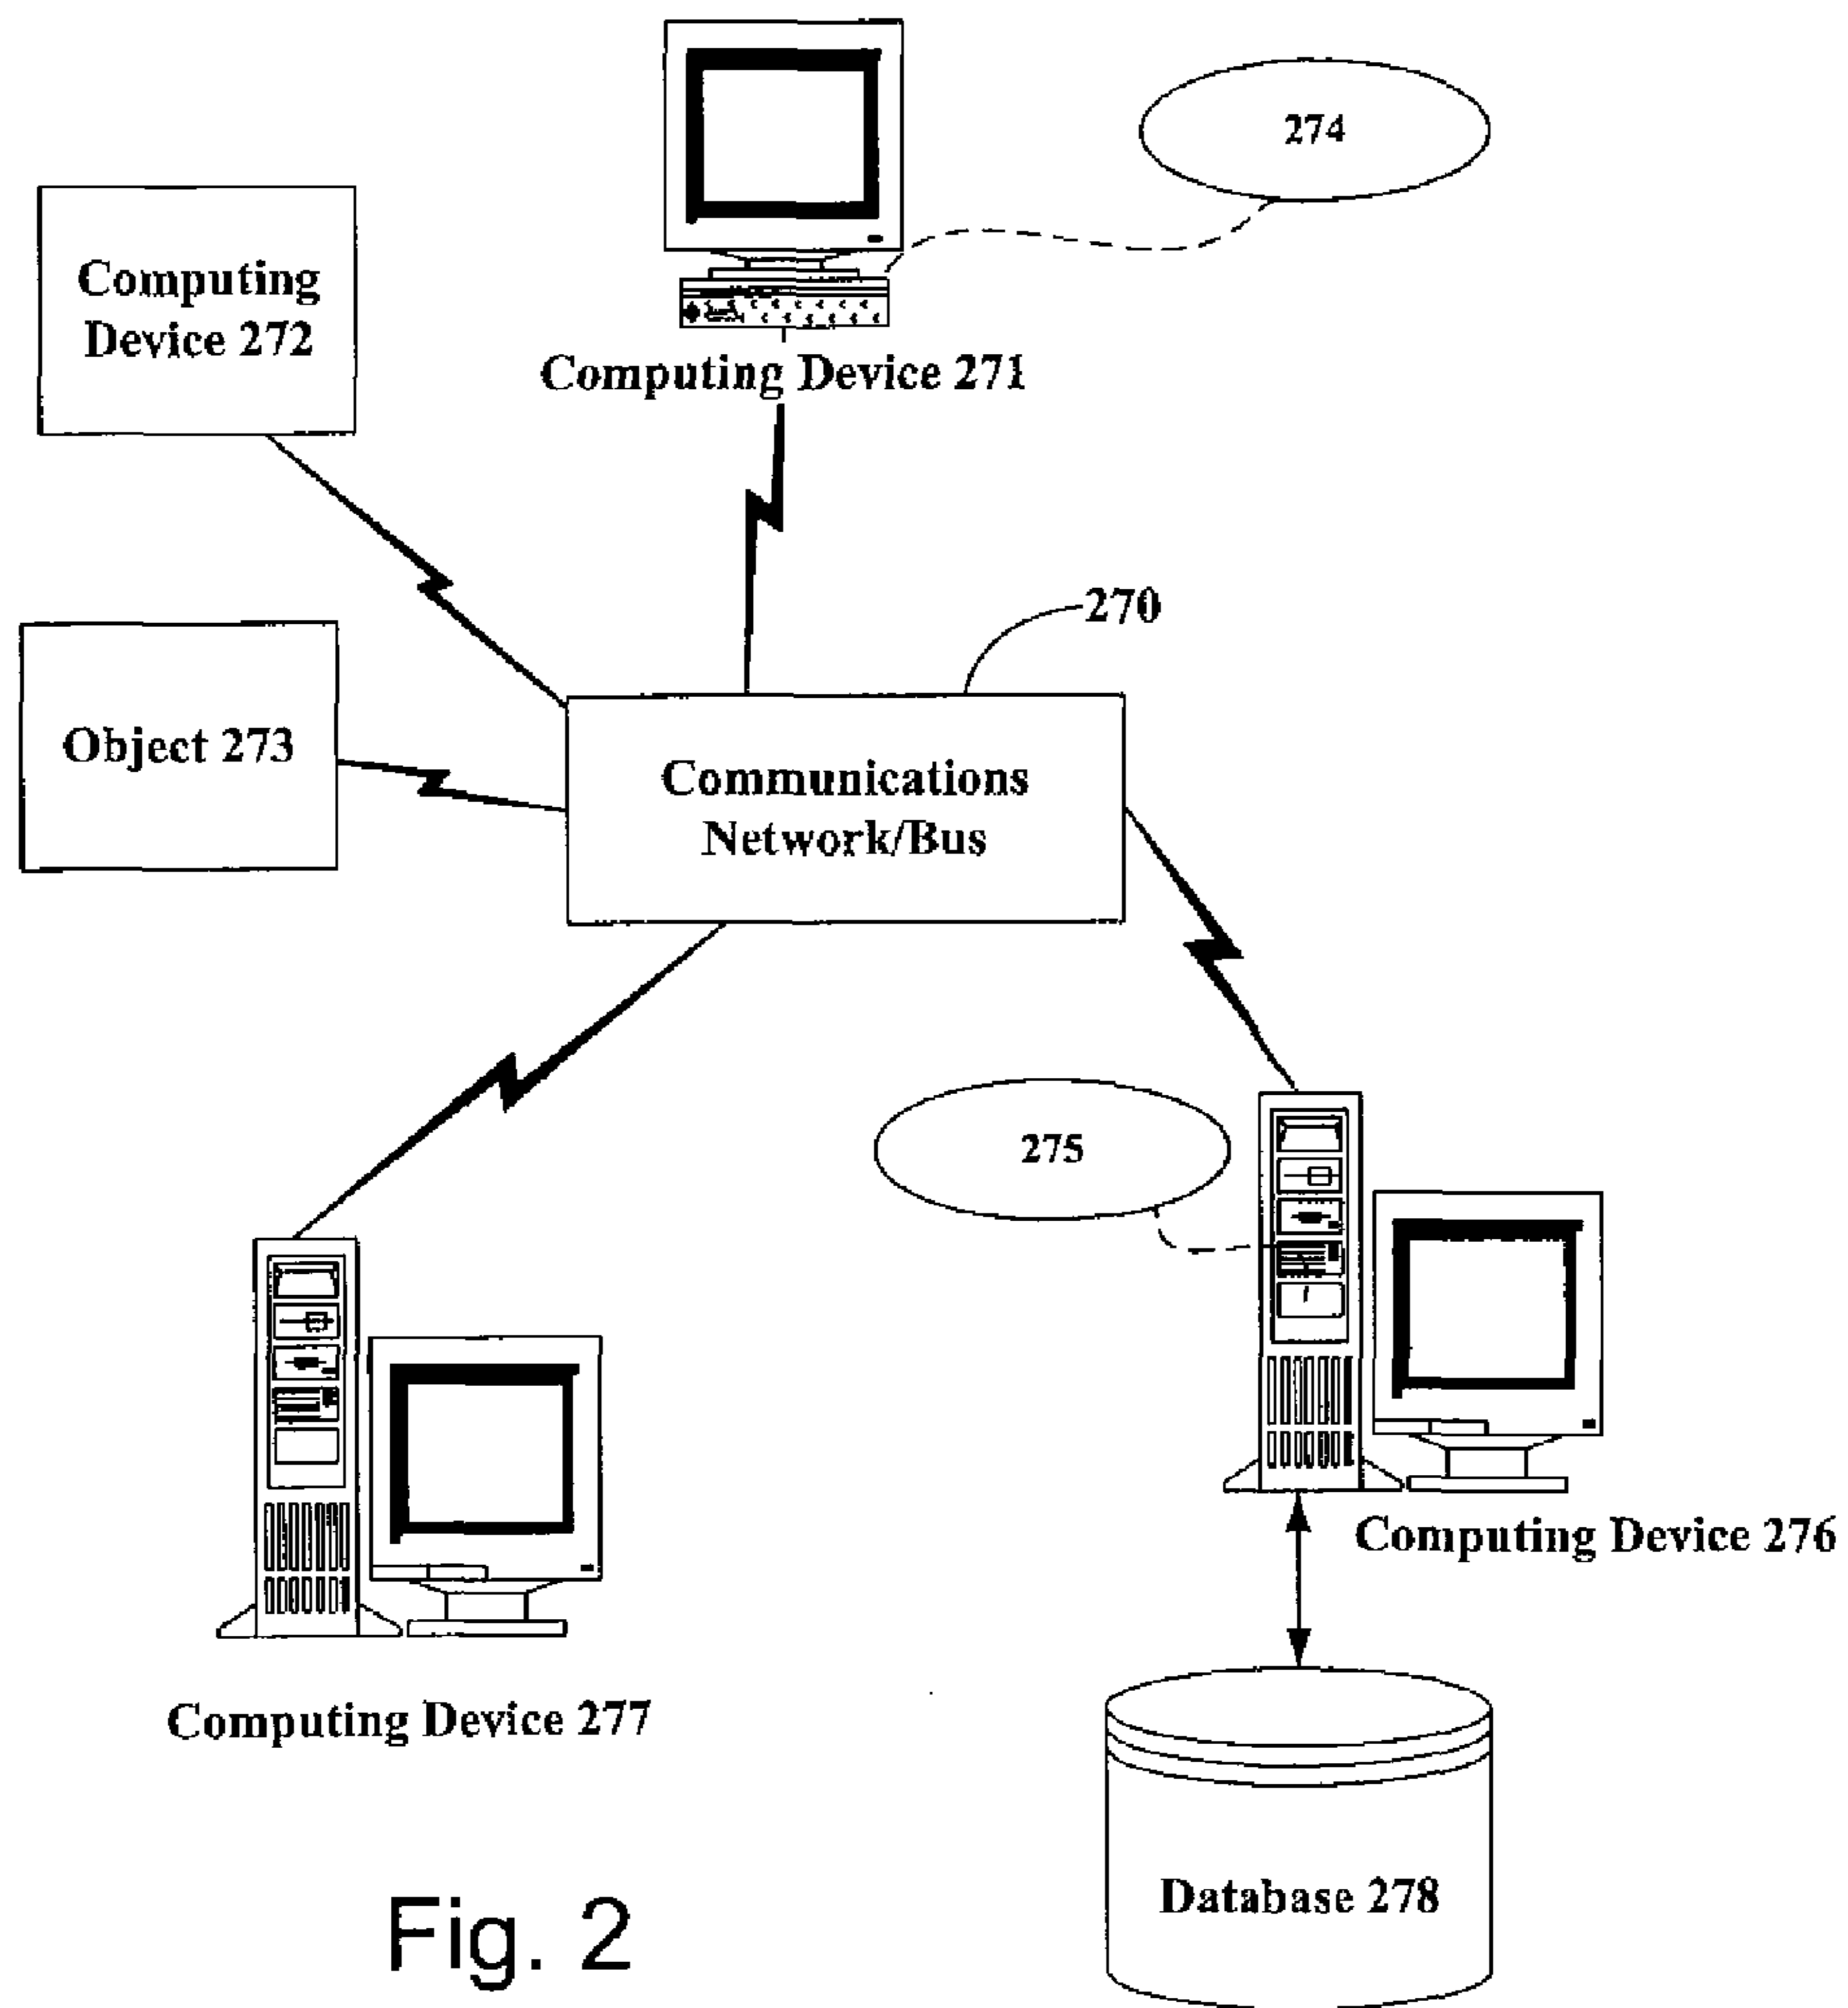 274
Computing
Device 272
Computing Device 271
270
Object 273
Communications
Network/Bus
275
Computing Device 276
Computing Device 277
Database 278
Fig. 2